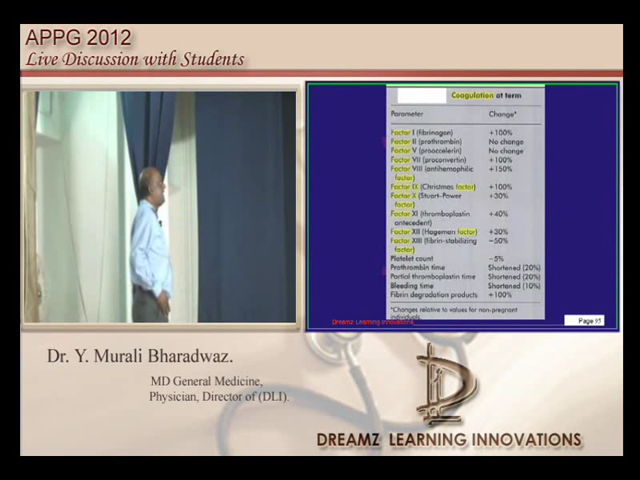 APPG 2012
Live Discussion with Students
Coagulation at term
Parameter Change*
Factor I (fibrinogen) +100%
Factor II (prothrombin) No change
Factor V (proaccelerin) No change
Factor VII (proconvertin) +100%
Factor VIII (antihemophilic +150%
factor)
Factor IX (Christmas factor) +100%
Factor X (Stuart-Power +30%
factor)
Factor XI (thromboplastin +40%
antecedent)
Factor XII (Hageman factor) +30%
Factor XIII (fibrin-stabilizing −50%
factor)
Platelet count −5%
Prothrombin time Shortened (20%)
Partial thromboplastin time Shortened (20%)
Bleeding time Shortened (10%)
Fibrin degradation products +100%
*Changes relative to values for non-pregnant
individuals.
Dreamz Learning Innovations
Page 95
Dr. Y. Murali Bharadwaz.
MD General Medicine,
Physician, Director of (DLI).
DREAMZ LEARNING INNOVATIONS